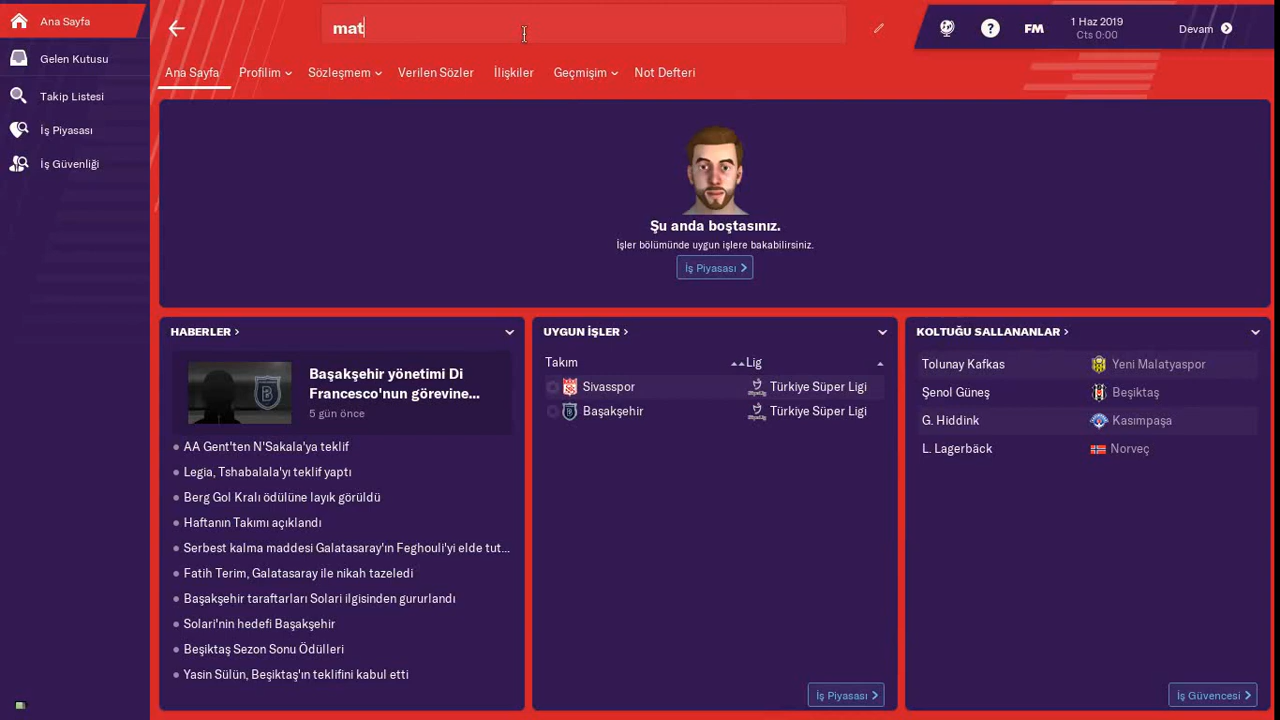 Ana Sayfa
Gelen Kutusu
Takip Listesi
İş Piyasası
İş Güvenliği
mat
FM
1 Haz 2019
Cts 0:00
Devam
Ana Sayfa
Profilim
Sözleşmem
Verilen Sözler
İlişkiler
Geçmişim
Not Defteri
Şu anda boştasınız.
İşler bölümünde uygun işlere bakabilirsiniz.
İş Piyasası
HABERLER
Başakşehir yönetimi Di
Francesco'nun görevine...
5 gün önce
AA Gent'ten N'Sakala'ya teklif
Legia, Tshabalala'yı teklif yaptı
Berg Gol Kralı ödülüne layık görüldü
Haftanın Takımı açıklandı
Serbest kalma maddesi Galatasaray'ın Feghouli'yi elde tut...
Fatih Terim, Galatasaray ile nikah tazeledi
Başakşehir taraftarları Solari ilgisinden gururlandı
Solari'nin hedefi Başakşehir
Beşiktaş Sezon Sonu Ödülleri
Yasin Sülün, Beşiktaş'ın teklifini kabul etti
UYGUN İŞLER
Takım Lig
Sivasspor Türkiye Süper Ligi
Başakşehir Türkiye Süper Ligi
İş Piyasası
KOLTUĞU SALLANANLAR
Tolunay Kafkas Yeni Malatyaspor
Şenol Güneş Beşiktaş
G. Hiddink Kasımpaşa
L. Lagerbäck Norveç
İş Güvencesi